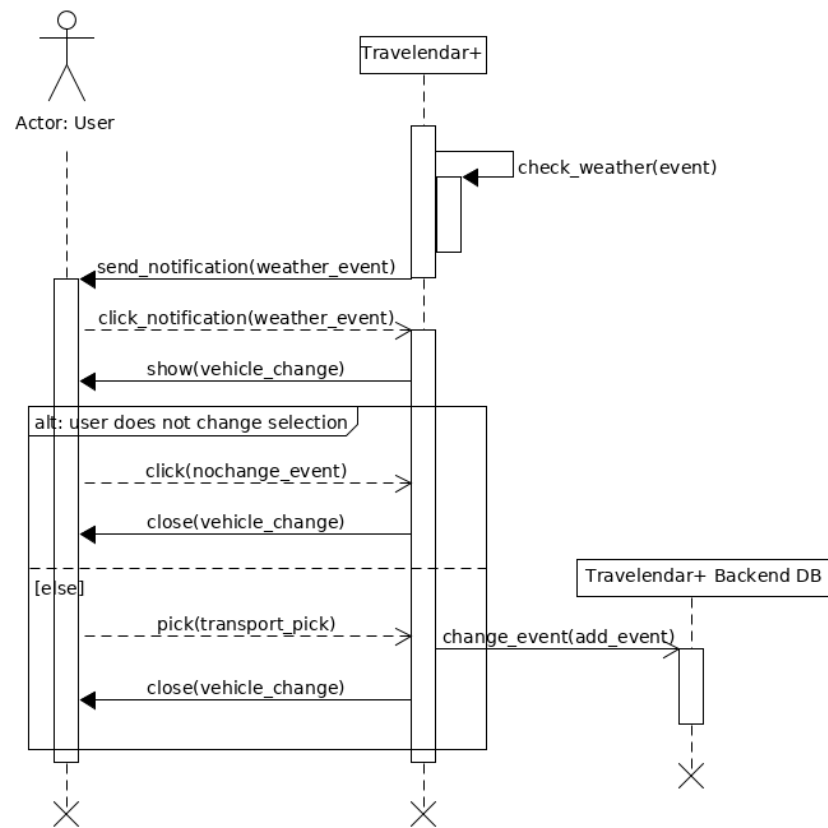 Travelendar+
Actor: User
check_weather(event)
send_notification(weather_event)
click_notification(weather_event)
show(vehicle_change)
alt: user does not change selection
click(nochange_event)
close(vehicle_change)
Travelendar+ Backend DB
[else]
pick(transport_pick)
change_event(add_event)
close(vehicle_change)